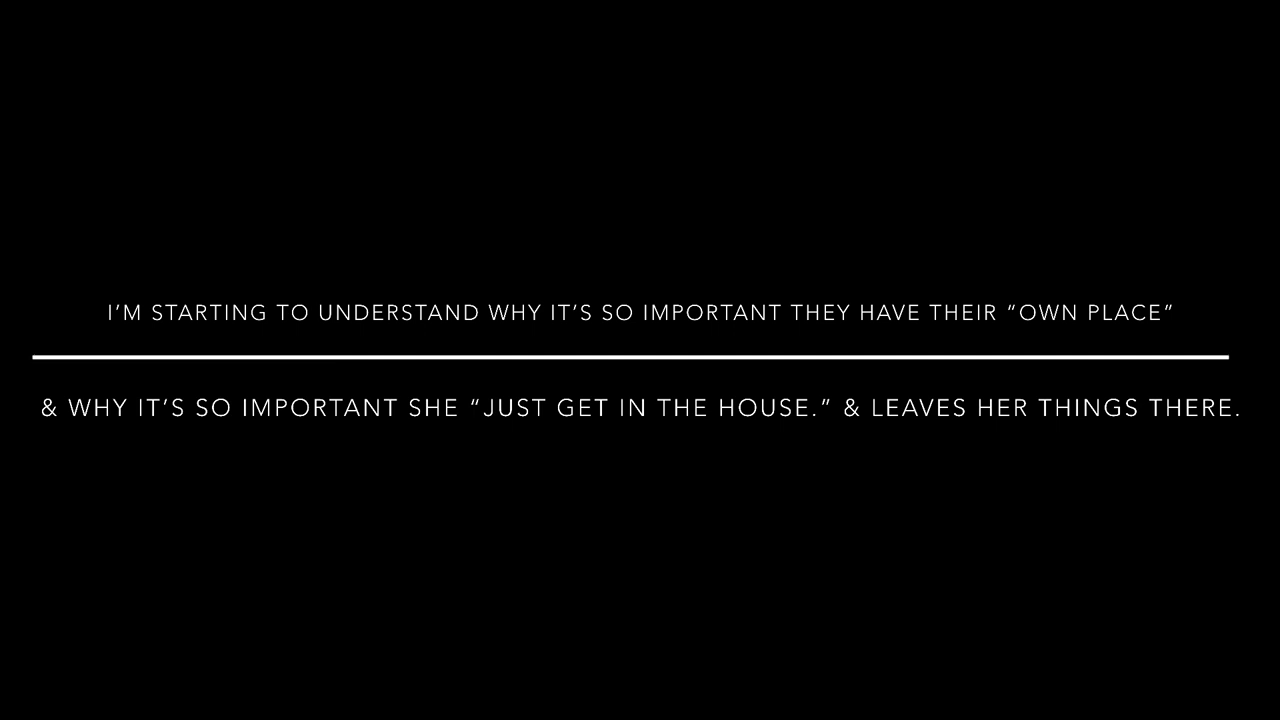 I’M STARTING TO UNDERSTAND WHY IT’S SO IMPORTANT THEY HAVE THEIR “OWN PLACE”
& WHY IT’S SO IMPORTANT SHE “JUST GET IN THE HOUSE.” & LEAVES HER THINGS THERE.